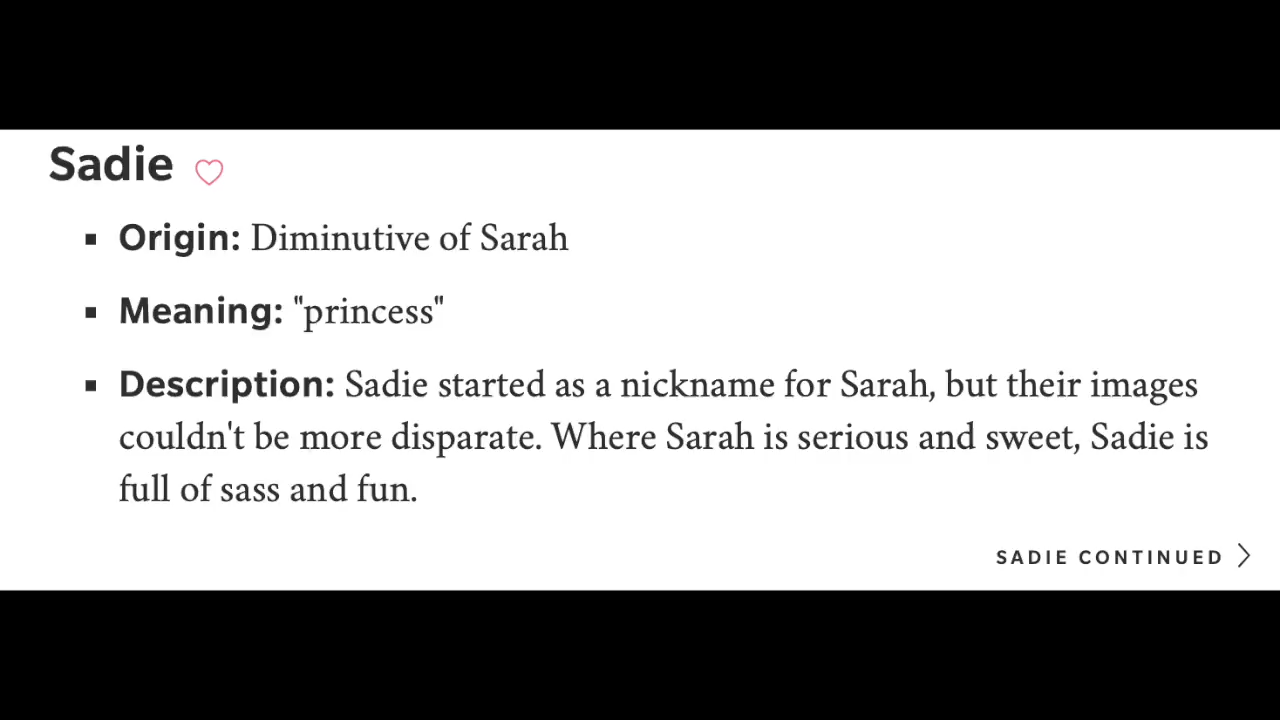 Sadie
Origin: Diminutive of Sarah
Meaning: "princess"
Description: Sadie started as a nickname for Sarah, but their images
couldn't be more disparate. Where Sarah is serious and sweet, Sadie is
full of sass and fun.
SADIE CONTINUED